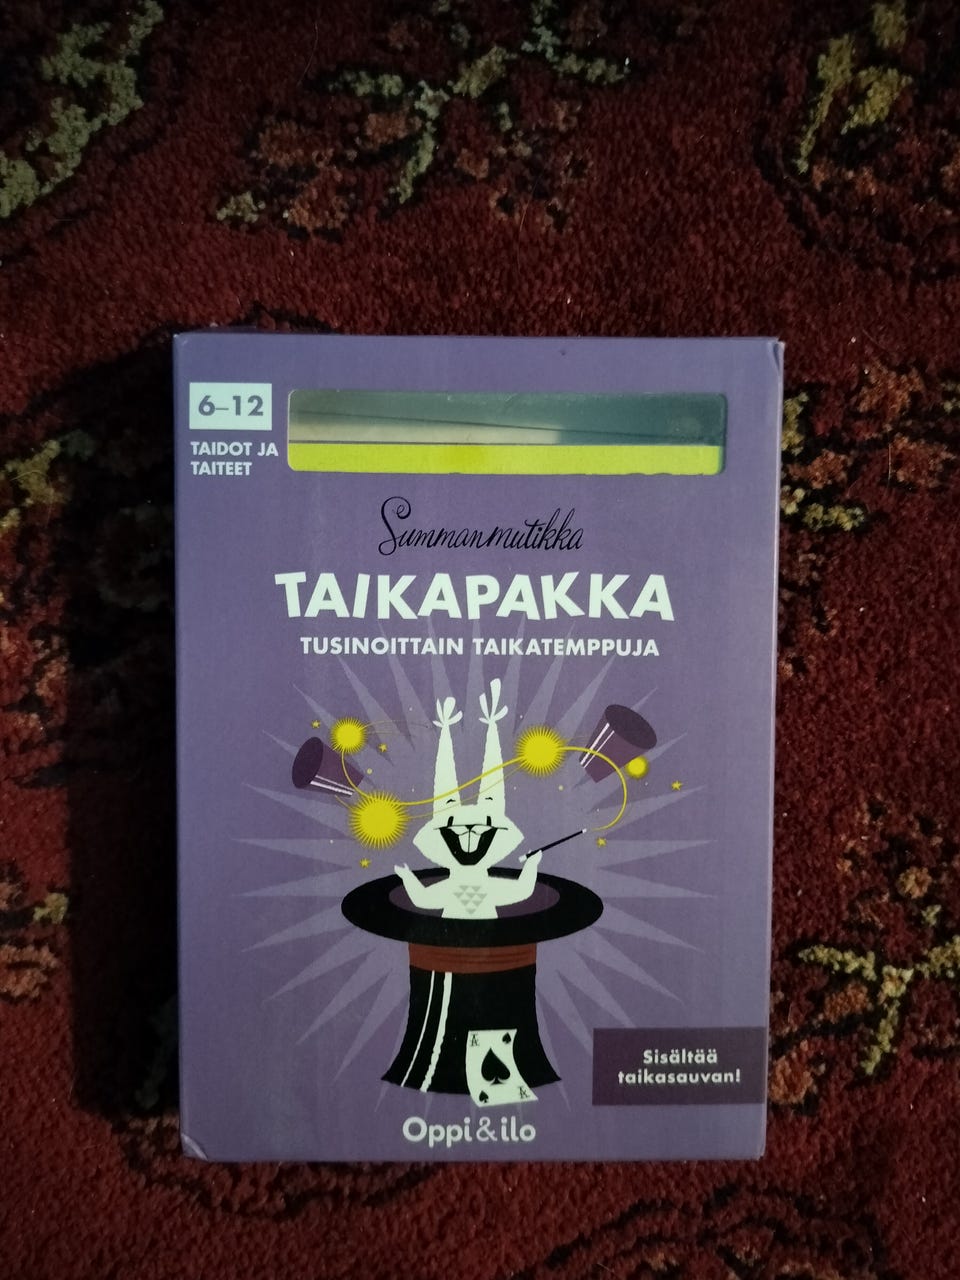 6–12
TAIDOT JA
TAITEET
Summanmutikka
TAIKAPAKKA
TUSINOITTAIN TAIKATEMPPUJA
A
A
Sisältää
taikasauvan!
Oppi&ilo